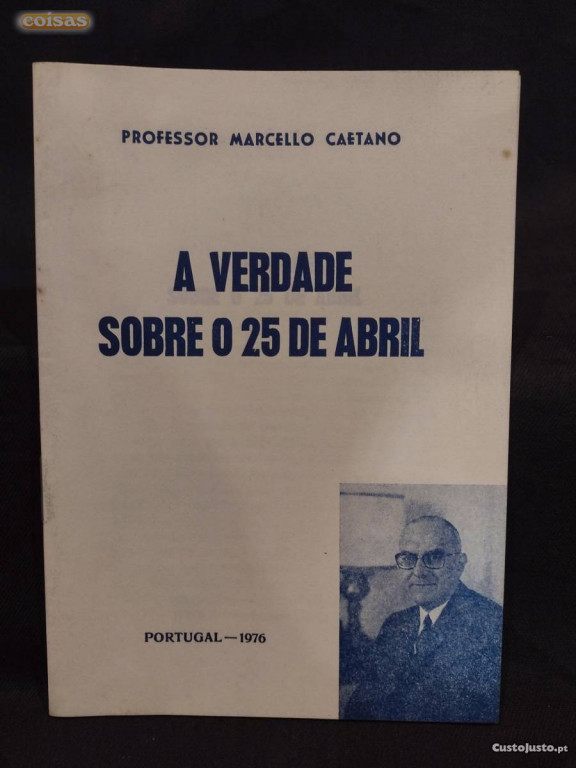 coisas
PROFESSOR MARCELLO CAETANO
A VERDADE
SOBRE O 25 DE ABRIL
PORTUGAL—1976
CustoJusto.pt